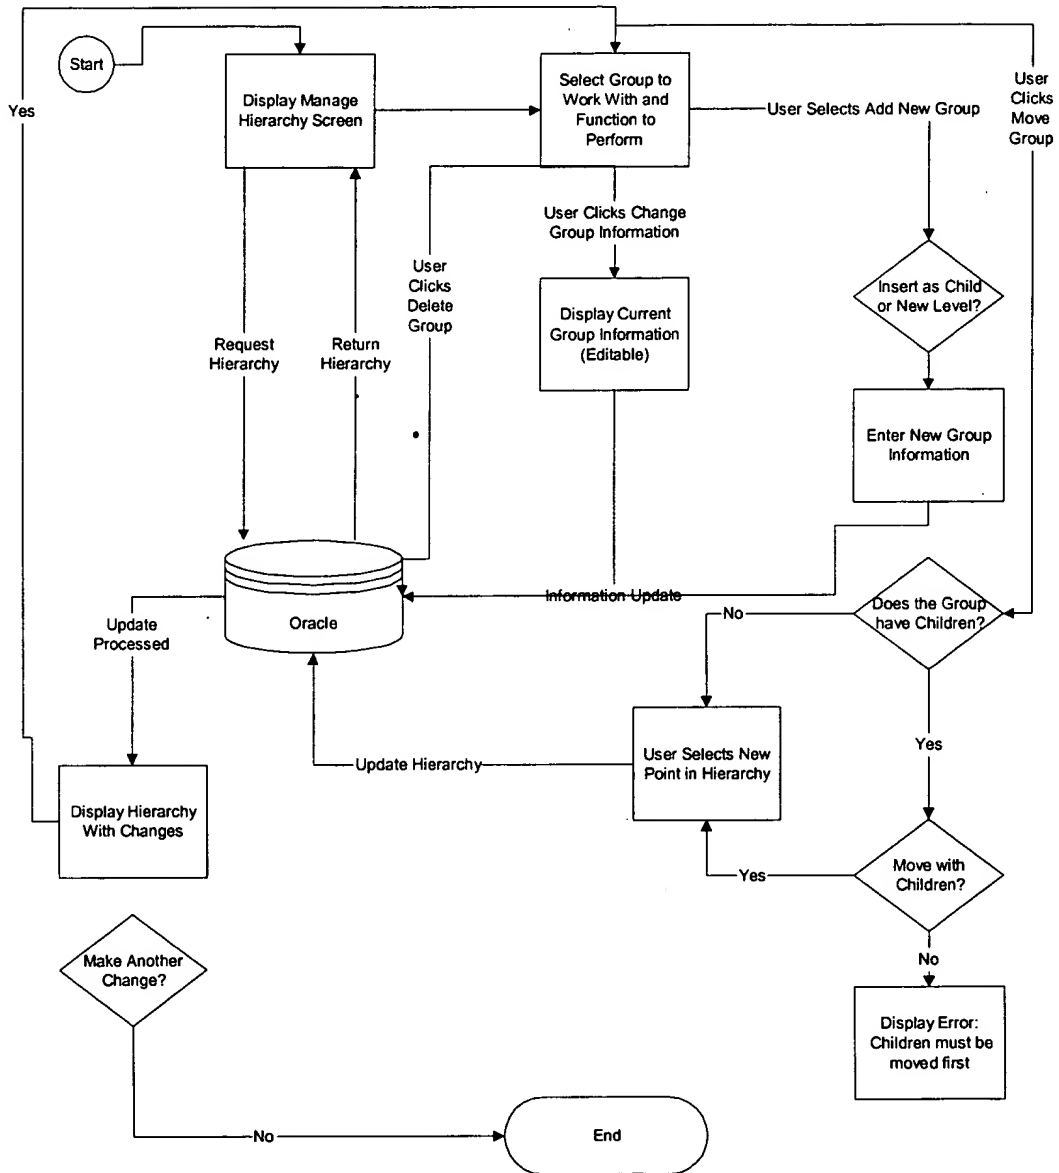 Start
Yes
Display Manage
Hierarchy Screen
Select Group to
Work With and
Function to
Perform
User Selects Add New Group
User
Clicks
Move
Group
User Clicks Change
Group Information
User
Clicks
Delete
Group
Insert as Child
or New Level?
Display Current
Group Information
(Editable)
Request
Hierarchy
Return
Hierarchy
Enter New Group
Information
Information Update
Oracle
Update
Processed
No
Does the Group
have Children?
Yes
User Selects New
Point in Hierarchy
Update Hierarchy
Display Hierarchy
With Changes
Yes
Move with
Children?
No
Make Another
Change?
Display Error:
Children must be
moved first
No
End